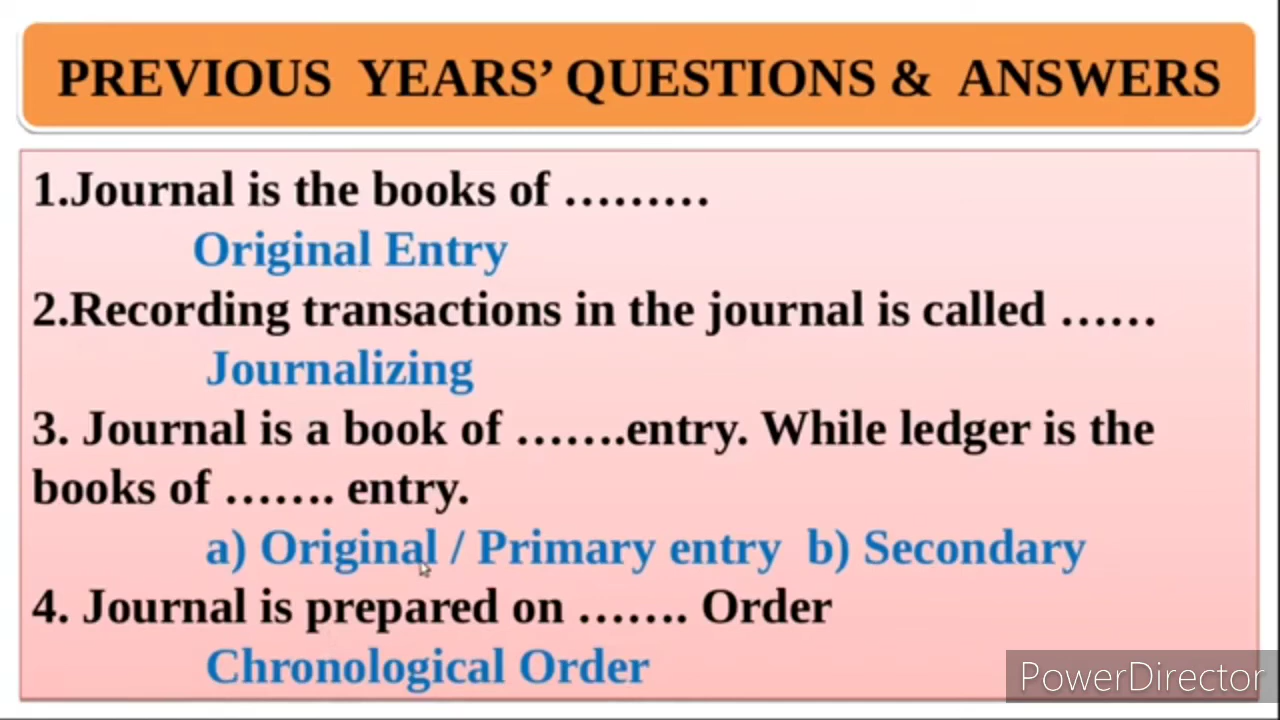 PREVIOUS YEARS’ QUESTIONS & ANSWERS
1.Journal is the books of ………
Original Entry
2.Recording transactions in the journal is called ……
Journalizing
3. Journal is a book of …….entry. While ledger is the
books of ……. entry.
a) Original / Primary entry b) Secondary
4. Journal is prepared on ……. Order
Chronological Order
PowerDirector